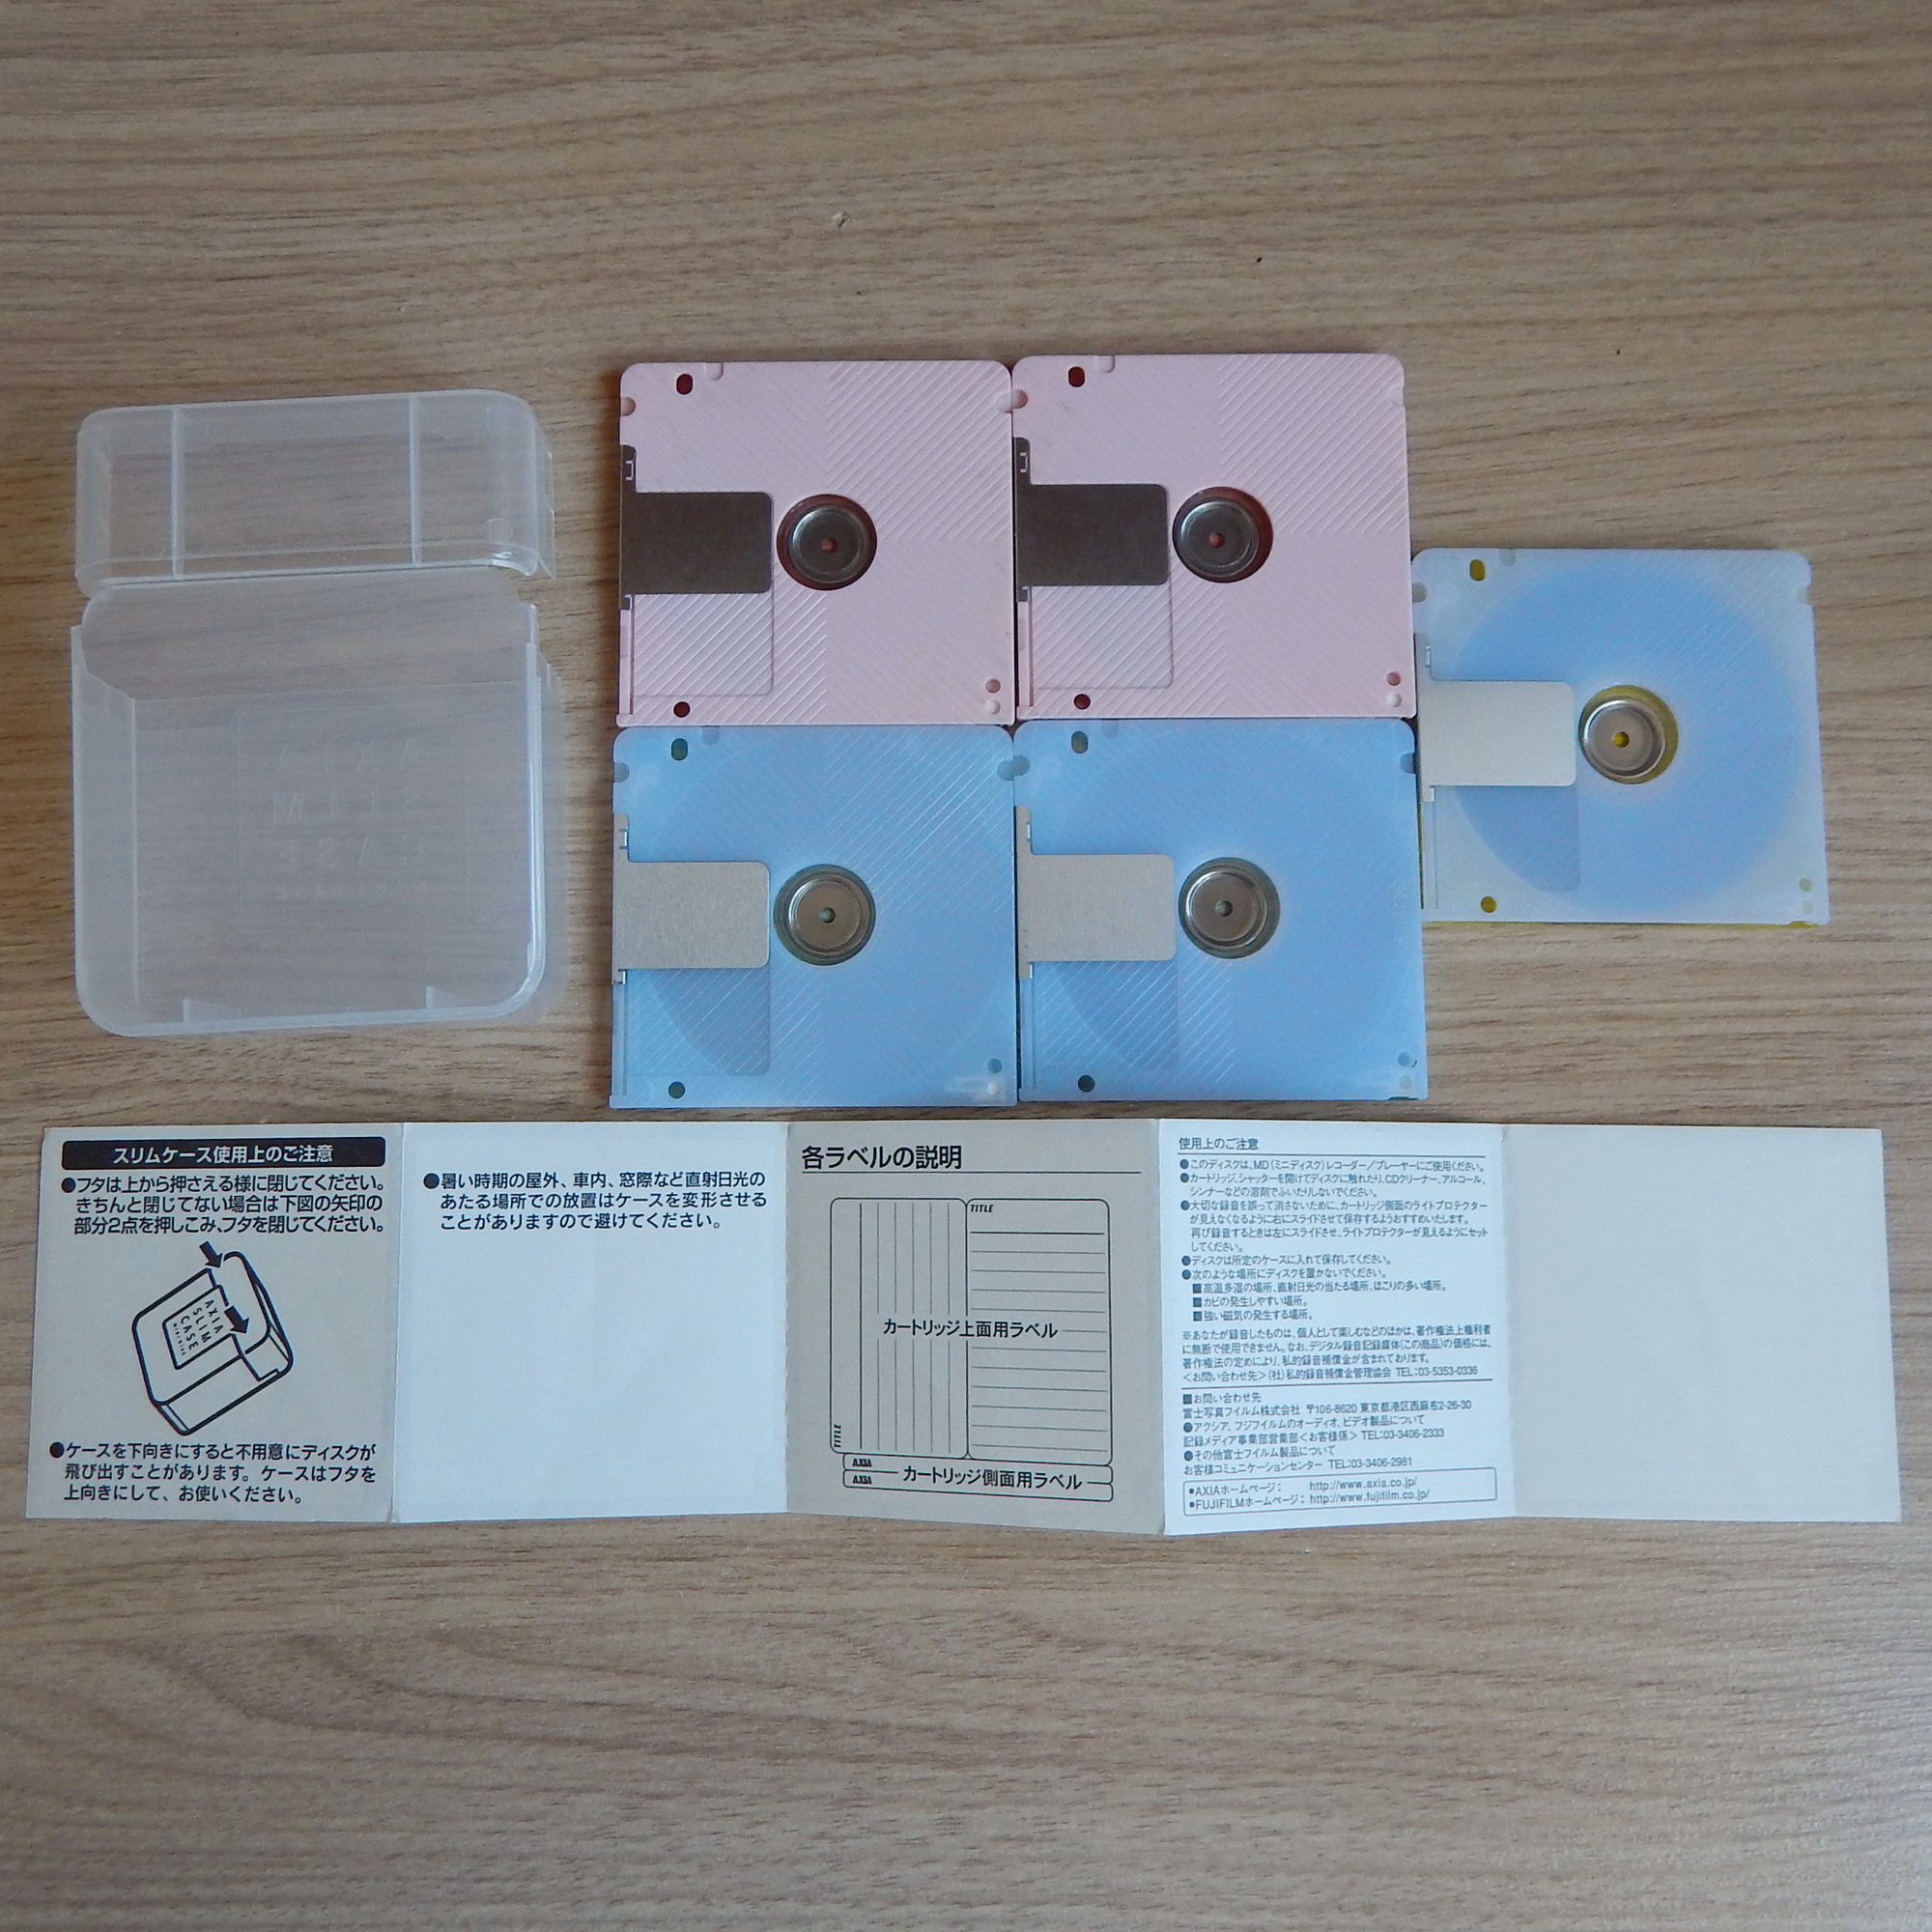 AXIA
SLIM
CASE
MINIDISC
スリムケース使用上のご注意
●フタは上から押さえる様に閉じてください。
きちんと閉じてない場合は下図の矢印の
部分2点を押しこみ、フタを閉じてください。
AXIA
SLIM
CASE
MINIDISC
●ケースを下向きにすると不用意にディスクが
飛び出すことがあります。ケースはフタを
上向きにして、お使いください。
●暑い時期の屋外、車内、窓際など直射日光の
あたる場所での放置はケースを変形させる
ことがありますので避けてください。
各ラベルの説明
TITLE
TITLE
カートリッジ上面用ラベル
AXIA
AXIA
カートリッジ側面用ラベル
使用上のご注意
●このディスクは、MD(ミニディスク)レコーダー/プレーヤーにご使用ください。
●カートリッジ、シャッターを開けてディスクに触れたり、CDクリーナー、アルコール、
シンナーなどの溶剤でふいたりしないでください。
●大切な録音を誤って消さないために、カートリッジ側面のライトプロテクター
が見えなくなるように右にスライドさせて保存するようおすすめいたします。
再び録音するときは左にスライドさせ、ライトプロテクターが見えるようにセット
してください。
●ディスクは所定のケースに入れて保存してください。
●次のような場所にディスクを置かないでください。
■高温多湿の場所、直射日光の当たる場所、ほこりの多い場所。
■カビの発生しやすい場所。
■強い磁気の発生する場所。
※あなたが録音したものは、個人として楽しむなどのほかは、著作権法上権利者
に無断で使用できません。なお、デジタル録音記録媒体(この商品)の価格には、
著作権法の定めにより、私的録音補償金が含まれております。
<お問い合わせ先>(社)私的録音補償金管理協会 TEL:03-5353-0336
■お問い合わせ先
富士写真フイルム株式会社 〒106-8620 東京都港区西麻布2-26-30
●アクシア、フジフイルムのオーディオ、ビデオ製品について
記録メディア事業部営業部<お客様係> TEL:03-3406-2333
●その他富士フイルム製品について
お客様コミュニケーションセンター TEL:03-3406-2981
●AXIAホームページ: http://www.axia.co.jp/
●FUJIFILMホームページ: http://www.fujifilm.co.jp/